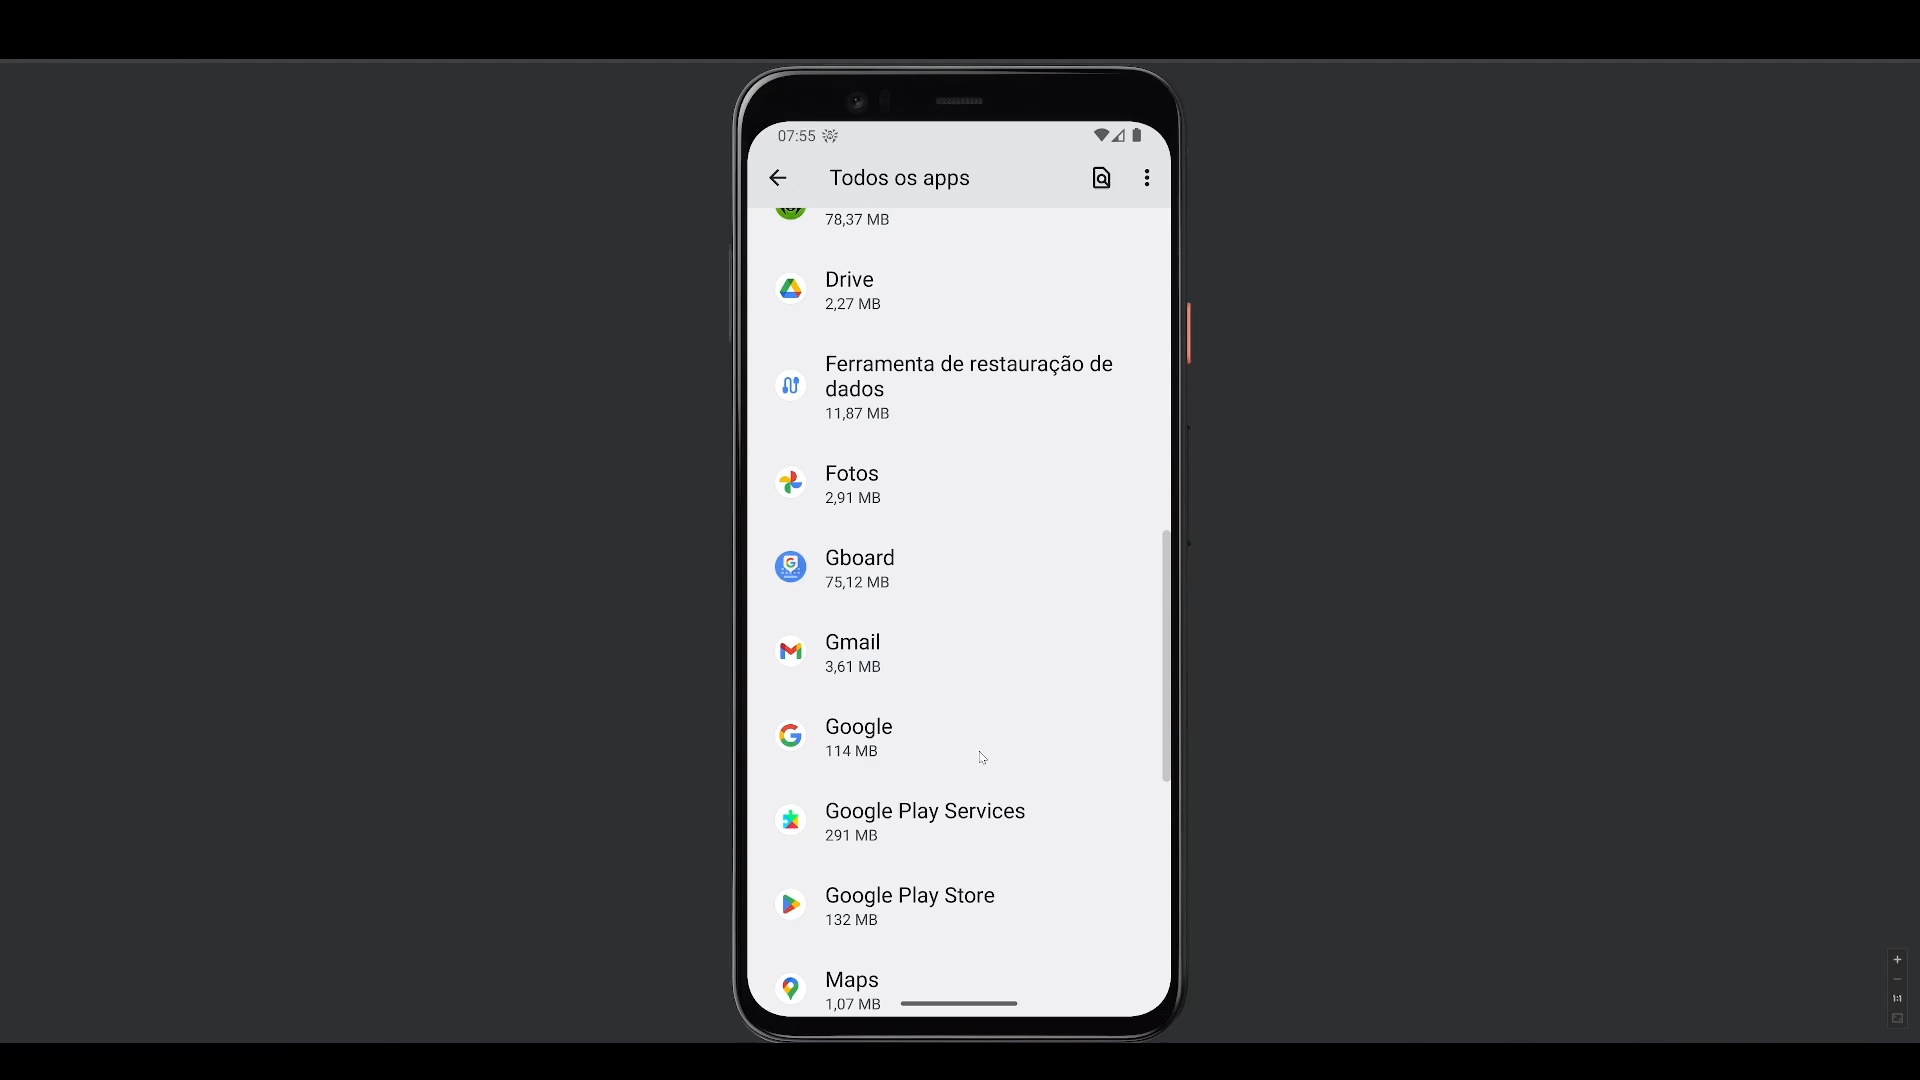 07:55
Todos os apps
78,37 MB
Drive
2,27 MB
Ferramenta de restauração de
dados
11,87 MB
Fotos
2,91 MB
Gboard
75,12 MB
Gmail
3,61 MB
Google
114 MB
Google Play Services
291 MB
Google Play Store
132 MB
Maps
1,07 MB
1:1